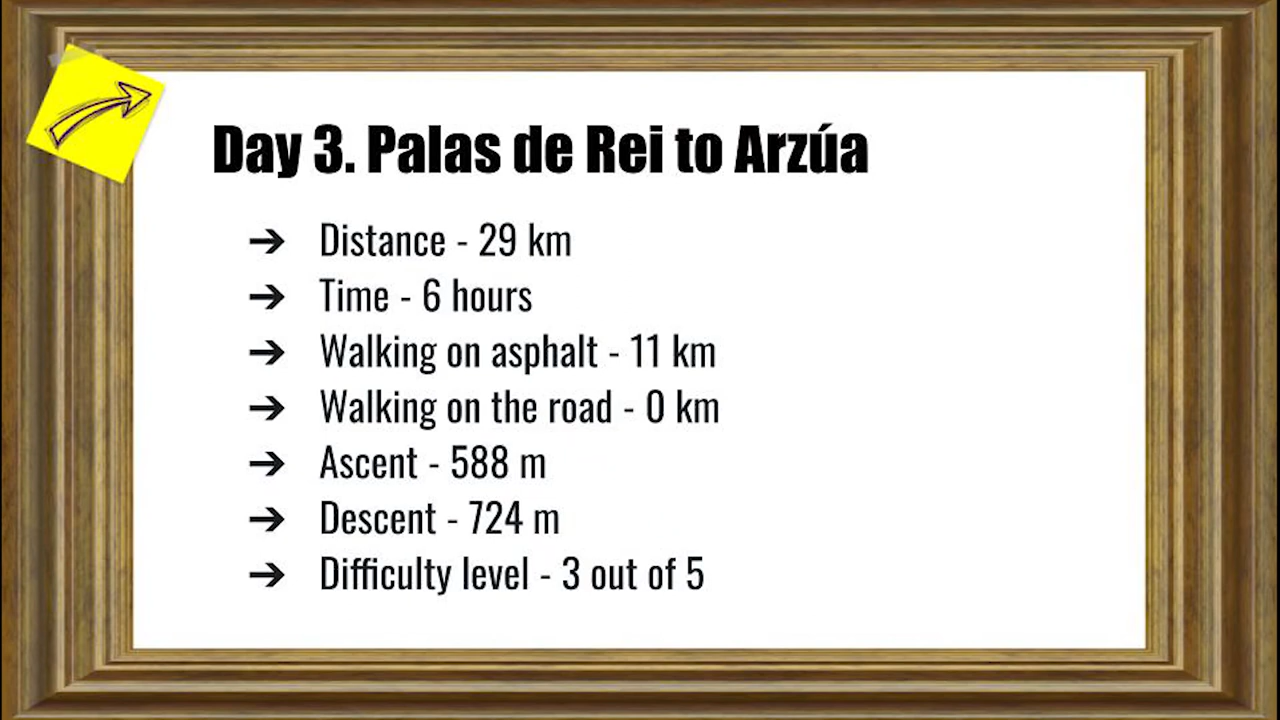 Day 3. Palas de Rei to Arzúa
➔ Distance - 29 km
➔ Time - 6 hours
➔ Walking on asphalt - 11 km
➔ Walking on the road - 0 km
➔ Ascent - 588 m
➔ Descent - 724 m
➔ Difficulty level - 3 out of 5